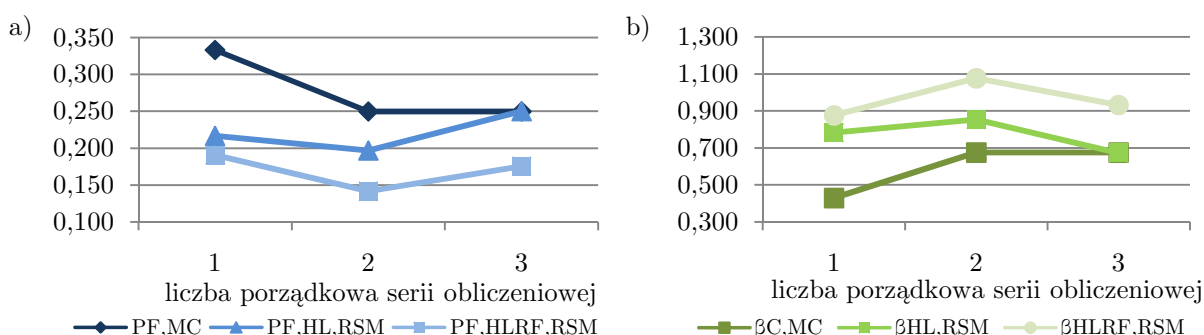 a)
0,350
0,300
0,250
0,200
0,150
0,100
1 2 3
liczba porządkowa serii obliczeniowej
PF,MC PF,HL,RSM PF,HLRF,RSM
b)
1,300
1,100
0,900
0,700
0,500
0,300
1 2 3
liczba porządkowa serii obliczeniowej
βC,MC βHL,RSM βHLRF,RSM